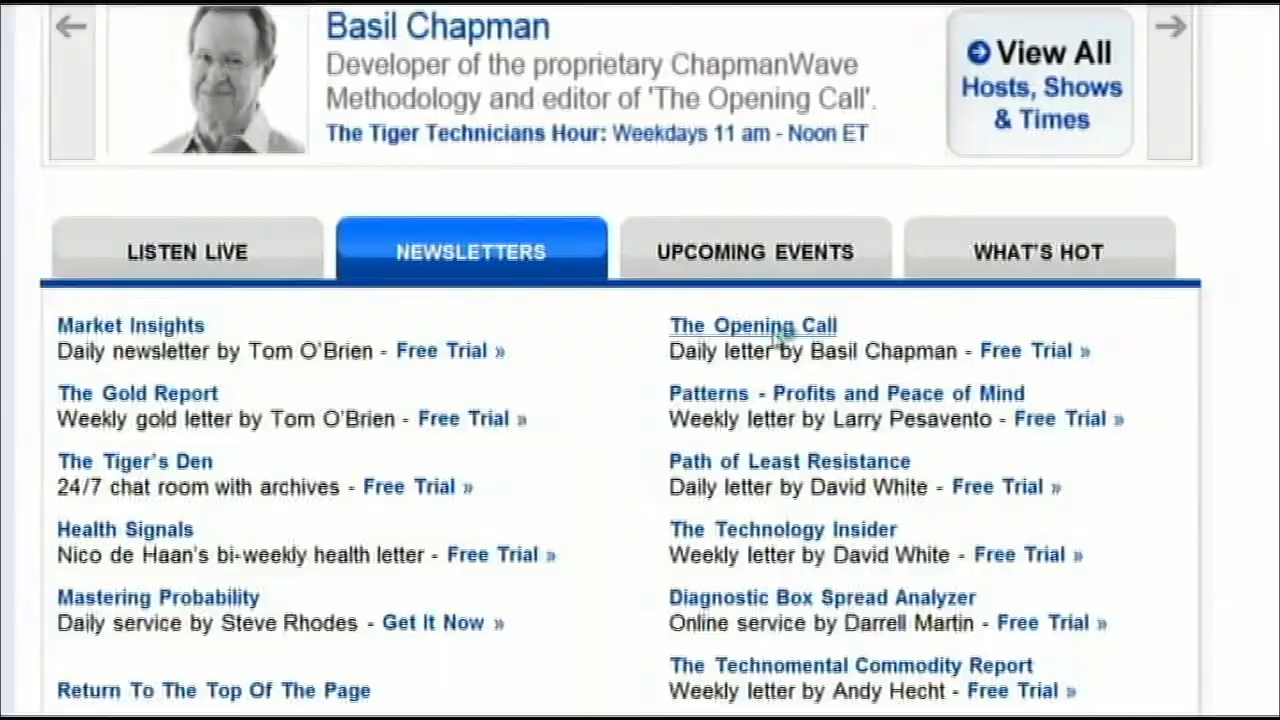 Basil Chapman
Developer of the proprietary ChapmanWave
Methodology and editor of 'The Opening Call'.
The Tiger Technicians Hour: Weekdays 11 am - Noon ET
View All
Hosts, Shows
& Times
LISTEN LIVE
NEWSLETTERS
UPCOMING EVENTS
WHAT'S HOT
Market Insights
Daily newsletter by Tom O'Brien - Free Trial »
The Gold Report
Weekly gold letter by Tom O'Brien - Free Trial »
The Tiger's Den
24/7 chat room with archives - Free Trial »
Health Signals
Nico de Haan's bi-weekly health letter - Free Trial »
Mastering Probability
Daily service by Steve Rhodes - Get It Now »
Return To The Top Of The Page
The Opening Call
Daily letter by Basil Chapman - Free Trial »
Patterns - Profits and Peace of Mind
Weekly letter by Larry Pesavento - Free Trial »
Path of Least Resistance
Daily letter by David White - Free Trial »
The Technology Insider
Weekly letter by David White - Free Trial »
Diagnostic Box Spread Analyzer
Online service by Darrell Martin - Free Trial »
The Technomental Commodity Report
Weekly letter by Andy Hecht - Free Trial »